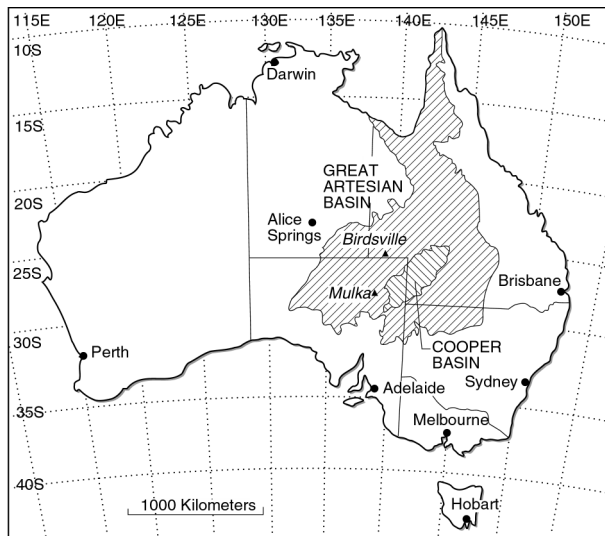 115E 120E 125E 130E 135E 140E 145E 150E
10S
Darwin
15S
GREAT
ARTESIAN
BASIN
20S
Alice
Springs
Birdsville
25S
Mulka
Brisbane
30S
Perth
COOPER
BASIN
Adelaide
Sydney
35S
Melbourne
40S
1000 Kilometers
Hobart